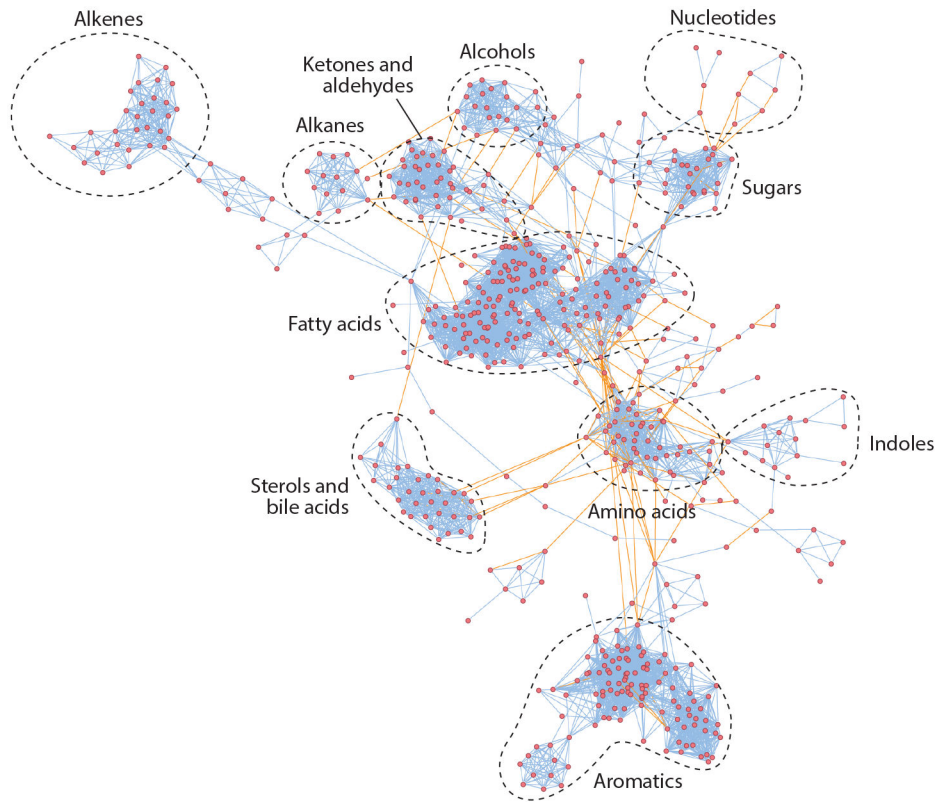 Alkenes
Nucleotides
Alcohols
Ketones and
aldehydes
Alkanes
Sugars
Fatty acids
Indoles
Sterols and
bile acids
Amino acids
Aromatics